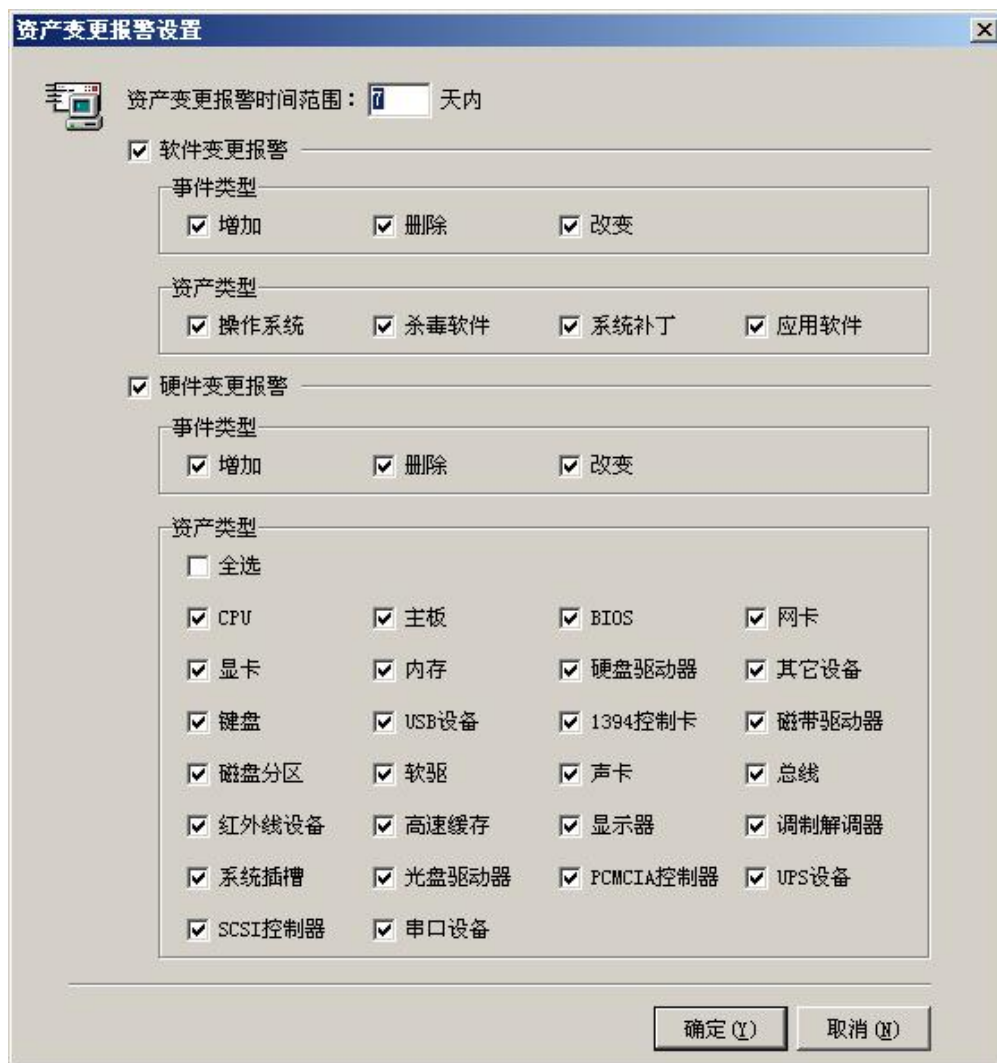 资产变更报警设置
资产变更报警时间范围： 7 天内
软件变更报警
事件类型
增加 删除 改变
资产类型
操作系统 杀毒软件 系统补丁 应用软件
硬件变更报警
事件类型
增加 删除 改变
资产类型
全选
CPU 主板 BIOS 网卡
显卡 内存 硬盘驱动器 其它设备
键盘 USB设备 1394控制卡 磁带驱动器
磁盘分区 软驱 声卡 总线
红外线设备 高速缓存 显示器 调制解调器
系统插槽 光盘驱动器 PCMCIA控制器 UPS设备
SCSI控制器 串口设备
确定(Y) 取消(N)